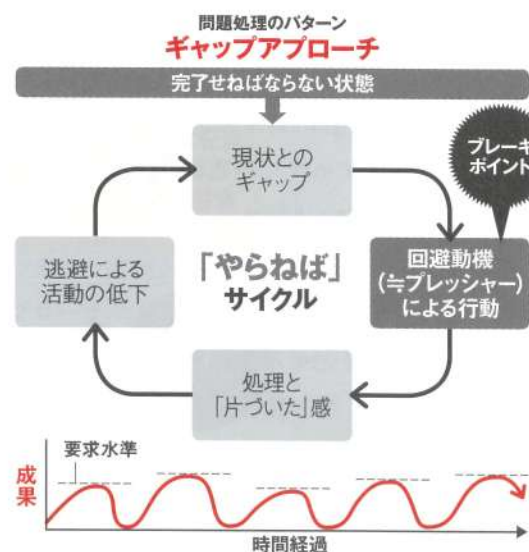 問題処理のパターン
ギャップアプローチ
完了せねばならない状態
現状との
ギャップ
ブレーキ
ポイント
逃避による
活動の低下
「やらねば」
サイクル
回避動機
(≒プレッシャー)
による行動
処理と
「片づいた」感
要求水準
成果
時間経過